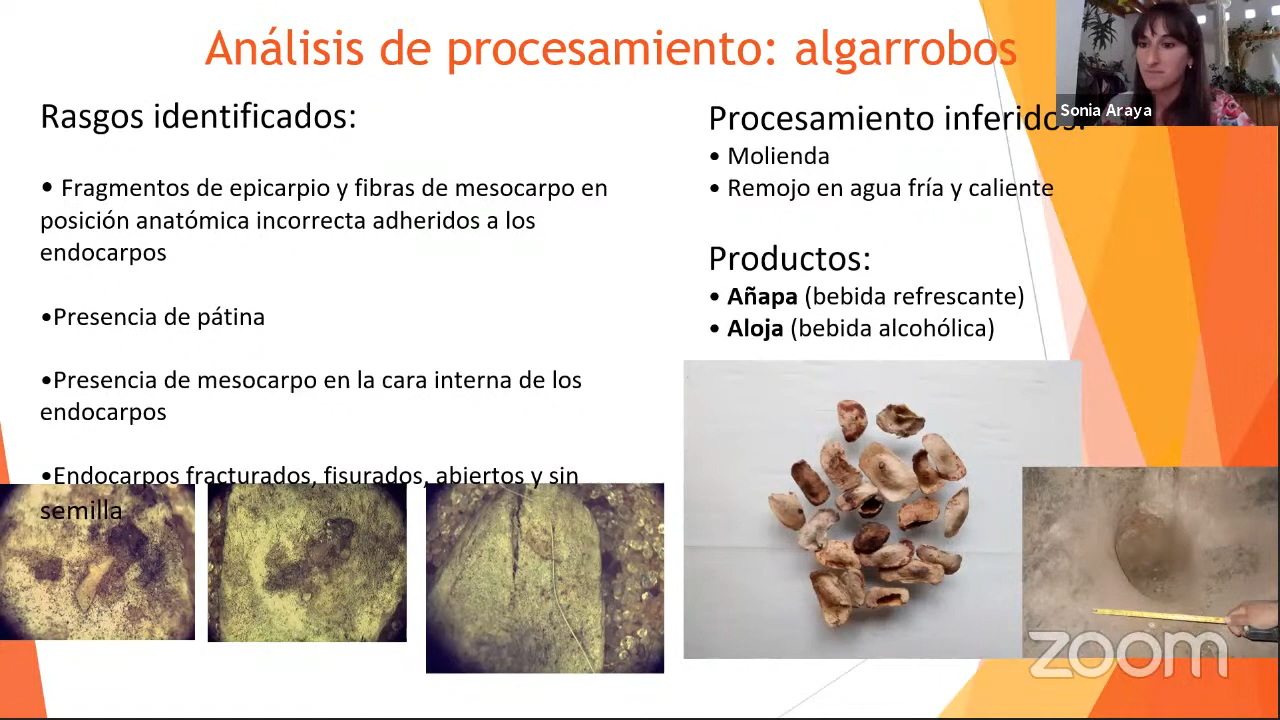 Análisis de procesamiento: algarrobos
Rasgos identificados:
• Fragmentos de epicarpio y fibras de mesocarpo en
posición anatómica incorrecta adheridos a los
endocarpos
•Presencia de pátina
•Presencia de mesocarpo en la cara interna de los
endocarpos
•Endocarpos fracturados, fisurados, abiertos y sin
semilla
Procesamiento inferidos:
• Molienda
• Remojo en agua fría y caliente
Productos:
• Añapa (bebida refrescante)
• Aloja (bebida alcohólica)
Sonia Araya
zoom